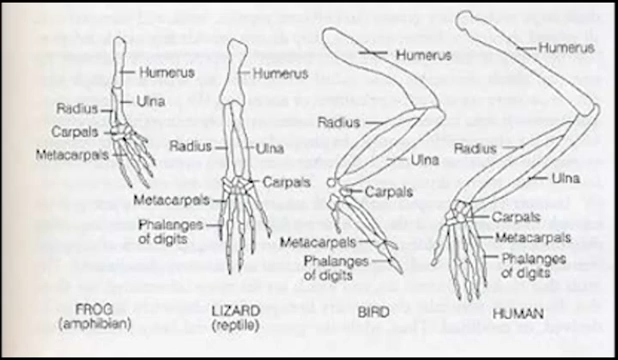 Humerus
Ulna
Radius
Carpals
Metacarpals
FROG
(amphibian)
Humerus
Radius
Ulna
Carpals
Metacarpals
Phalanges
of digits
LIZARD
(reptile)
Humerus
Radius
Ulna
Carpals
Metacarpals
Phalanges
of digits
BIRD
Humerus
Radius
Ulna
Carpals
Metacarpals
Phalanges
of digits
HUMAN